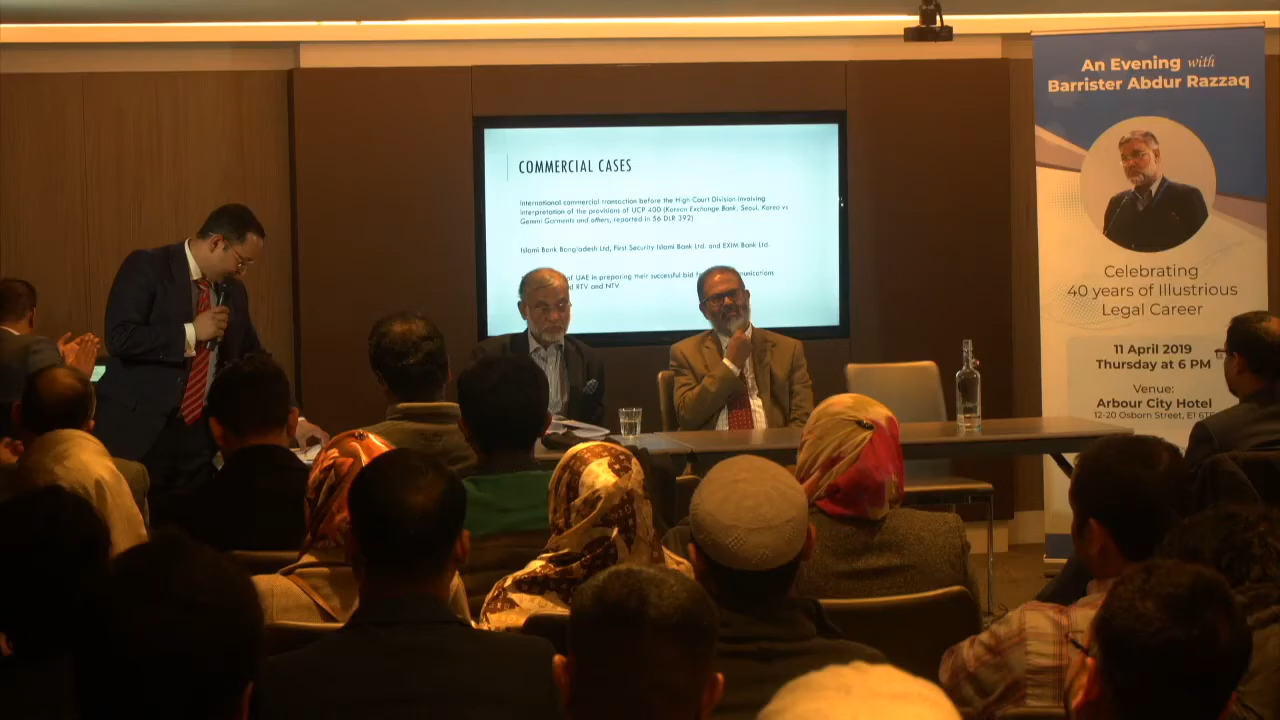 COMMERCIAL CASES
International commercial transaction before the High Court Division involving
interpretation of the provisions of UCP 400 (Korean Exchange Bank, Seoul, Korea vs
Gemini Garments and others, reported in 56 DLR 392)
Islami Bank Bangladesh Ltd, First Security Islami Bank Ltd. and EXIM Bank Ltd.
of UAE in preparing their successful bid
RTV and NTV
An Evening with
Barrister Abdur Razzaq
Celebrating
40 years of Illustrious
Legal Career
11 April 2019
Thursday at 6 PM
Venue:
Arbour City Hotel
12-20 Osborn Street, E1 6TE